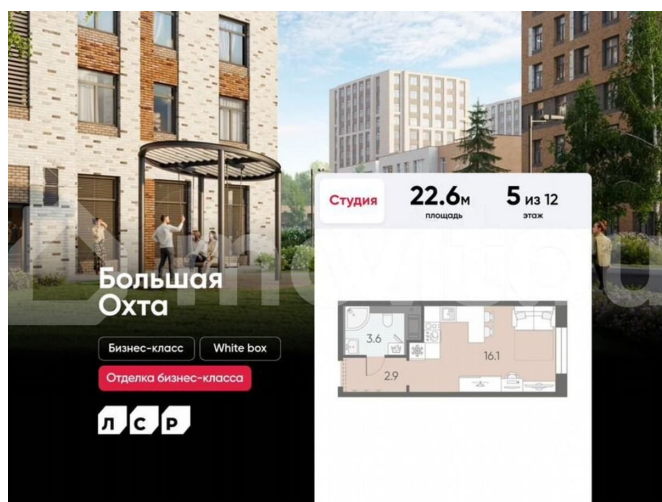 Студия
22.6м
площадь
5 из 12
этаж
Большая
Охта
Бизнес-класс
White box
Отделка бизнес-класса
ЛСР
3.6
2.9
16.1